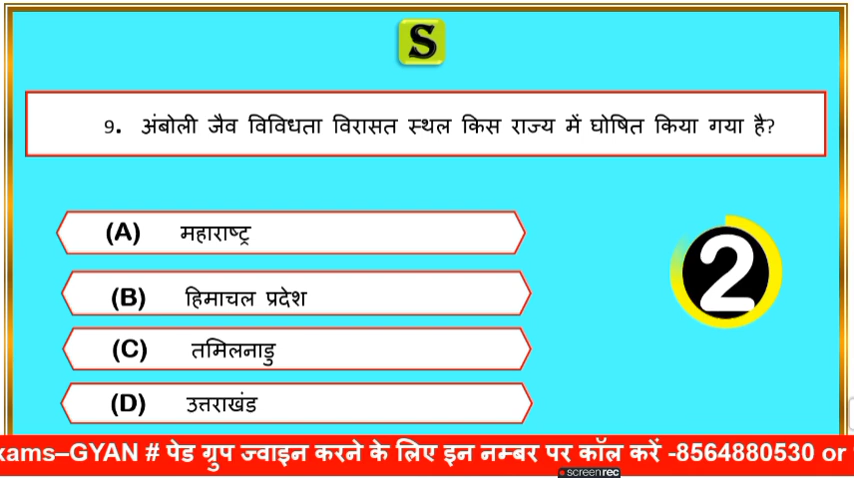 S
9. अंबोली जैव विविधता विरासत स्थल किस राज्य में घोषित किया गया है?
(A) महाराष्ट्र
(B) हिमाचल प्रदेश
2
(C) तमिलनाडु
(D) उत्तराखंड
xams–GYAN # पेड ग्रुप ज्वाइन करने के लिए इन नम्बर पर कॉल करें -8564880530 or
screenrec